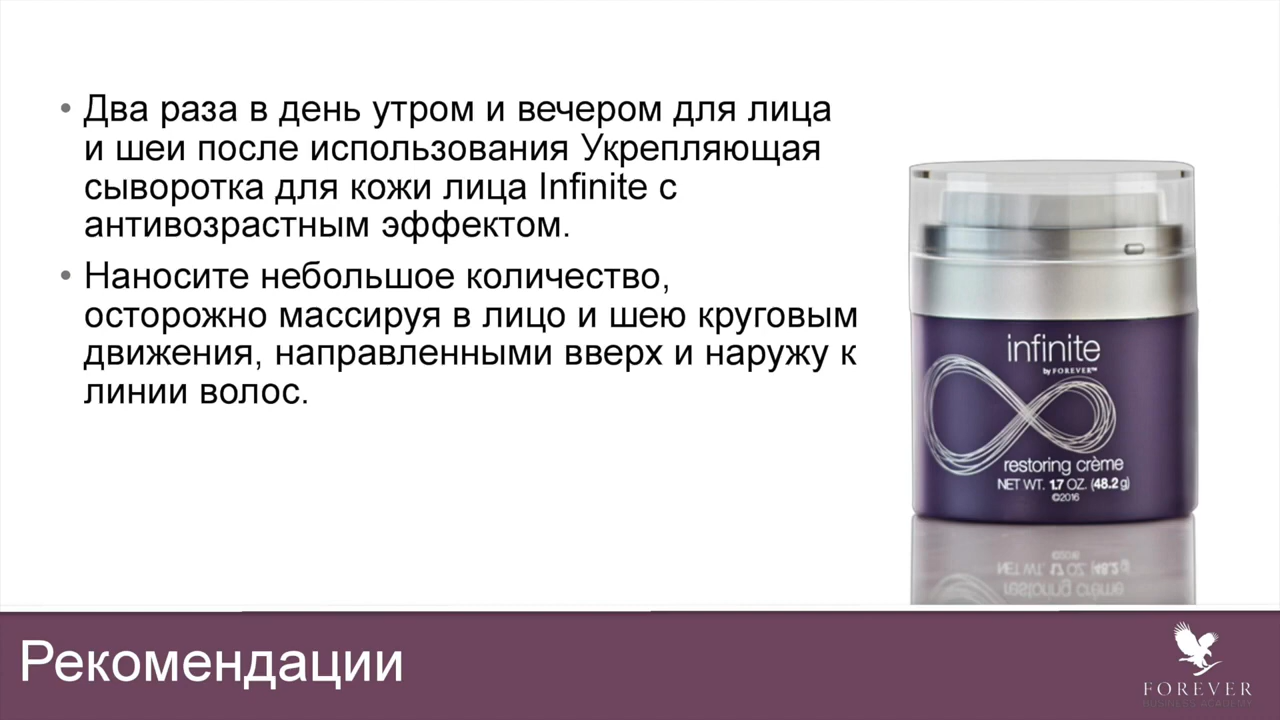 • Два раза в день утром и вечером для лица
и шеи после использования Укрепляющая
сыворотка для кожи лица Infinite с
антивозрастным эффектом.
• Наносите небольшое количество,
осторожно массируя в лицо и шею круговым
движения, направленными вверх и наружу к
линии волос.
infinite
by FOREVER™
restoring crème
NET WT. 1.7 OZ. (48.2 g)
©2016
Рекомендации
FOREVER
BUSINESS ACADEMY